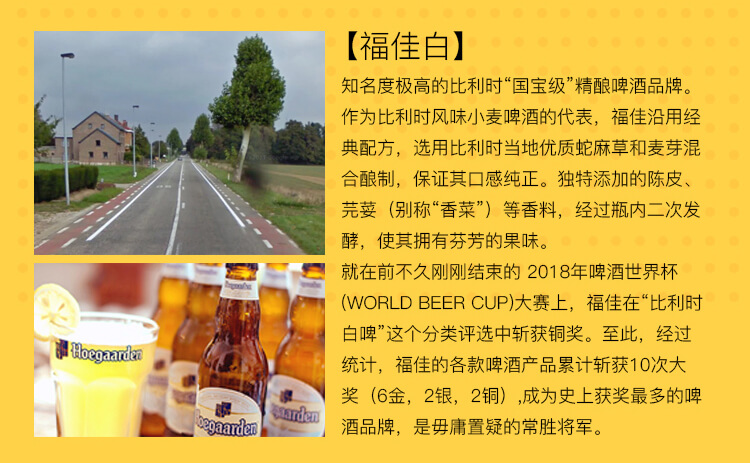 【福佳白】
知名度极高的比利时“国宝级”精酿啤酒品牌。
作为比利时风味小麦啤酒的代表，福佳沿用经
典配方，选用比利时当地优质蛇麻草和麦芽混
合酿制，保证其口感纯正。独特添加的陈皮、
芫荽（别称“香菜”）等香料，经过瓶内二次发
酵，使其拥有芬芳的果味。
就在前不久刚刚结束的 2018年啤酒世界杯
(WORLD BEER CUP)大赛上，福佳在“比利时
白啤”这个分类评选中斩获铜奖。至此，经过
统计，福佳的各款啤酒产品累计斩获10次大
奖（6金，2银，2铜）,成为史上获奖最多的啤
酒品牌，是毋庸置疑的常胜将军。
Hoegaarden
Hoegaarden